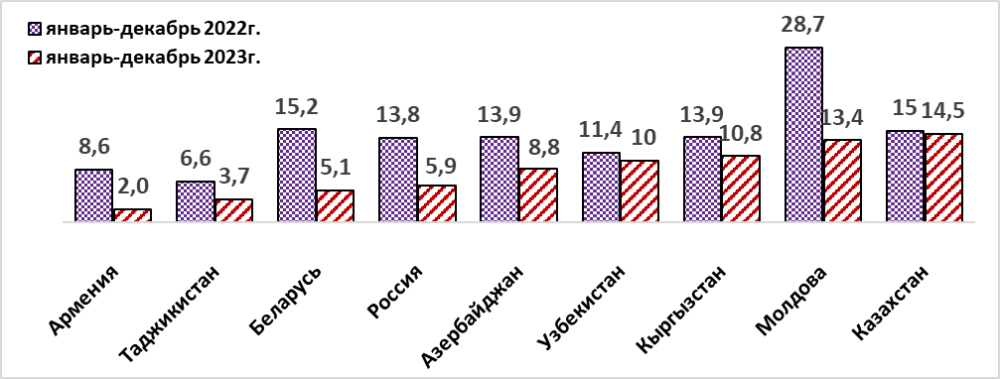 январь-декабрь 2022г.
январь-декабрь 2023г.
8,6
2,0
6,6
3,7
15,2
5,1
13,8
5,9
13,9
8,8
11,4
10
13,9
10,8
28,7
13,4
15
14,5
Армения
Таджикистан
Беларусь
Россия
Азербайджан
Узбекистан
Кыргызстан
Молдова
Казахстан